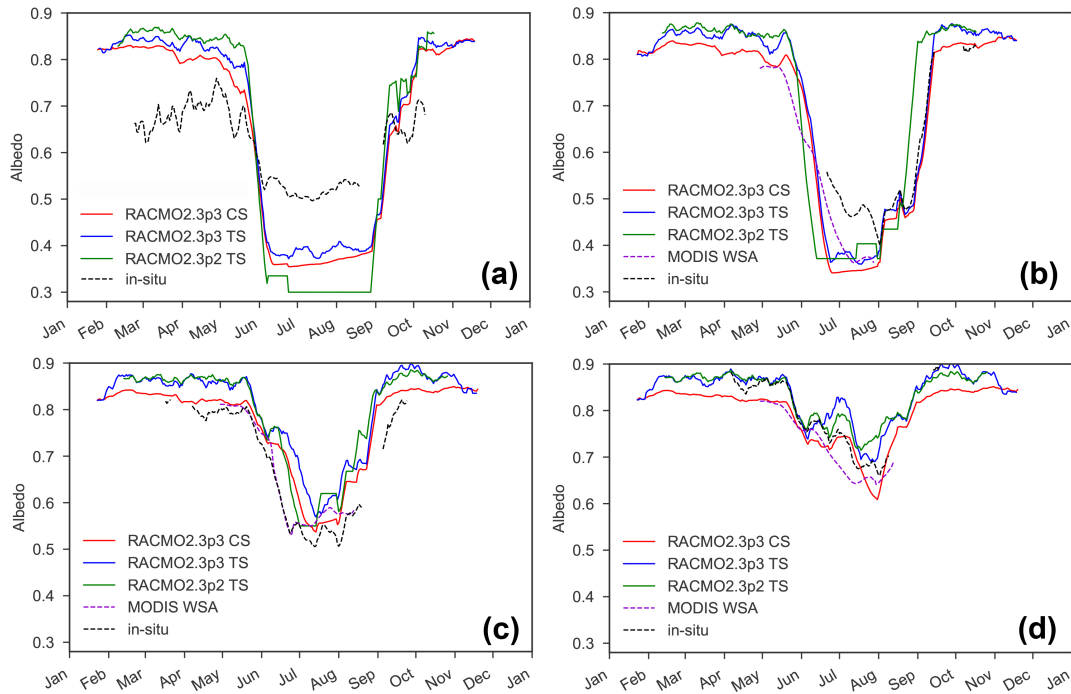 0.9
0.8
0.7
0.6
0.5
0.4
0.3
Albedo
RACMO2.3p3 CS
RACMO2.3p3 TS
RACMO2.3p2 TS
in-situ
(a)
Jan Feb Mar Apr May Jun Jul Aug Sep Oct Nov Dec Jan
0.9
0.8
0.7
0.6
0.5
0.4
0.3
Albedo
RACMO2.3p3 CS
RACMO2.3p3 TS
RACMO2.3p2 TS
MODIS WSA
in-situ
(b)
Jan Feb Mar Apr May Jun Jul Aug Sep Oct Nov Dec Jan
0.9
0.8
0.7
0.6
0.5
0.4
0.3
Albedo
RACMO2.3p3 CS
RACMO2.3p3 TS
RACMO2.3p2 TS
MODIS WSA
in-situ
(c)
Jan Feb Mar Apr May Jun Jul Aug Sep Oct Nov Dec Jan
0.9
0.8
0.7
0.6
0.5
0.4
0.3
Albedo
RACMO2.3p3 CS
RACMO2.3p3 TS
RACMO2.3p2 TS
MODIS WSA
in-situ
(d)
Jan Feb Mar Apr May Jun Jul Aug Sep Oct Nov Dec Jan